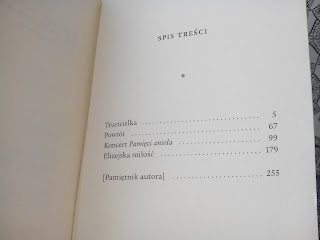 SPIS TREŚCI
Trucicielka 5
Powrót 67
Koncert Pamięci anioła 99
Elizejska miłość 179
[Pamiętnik autora] 255